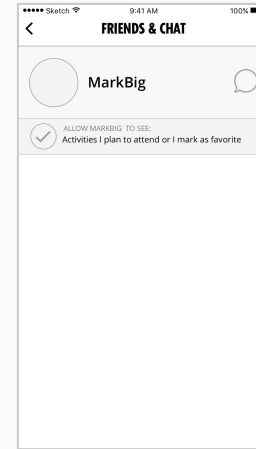 Sketch 9:41 AM 100%
FRIENDS & CHAT
MarkBig
ALLOW MARKBIG TO SEE:
Activities I plan to attend or I mark as favorite